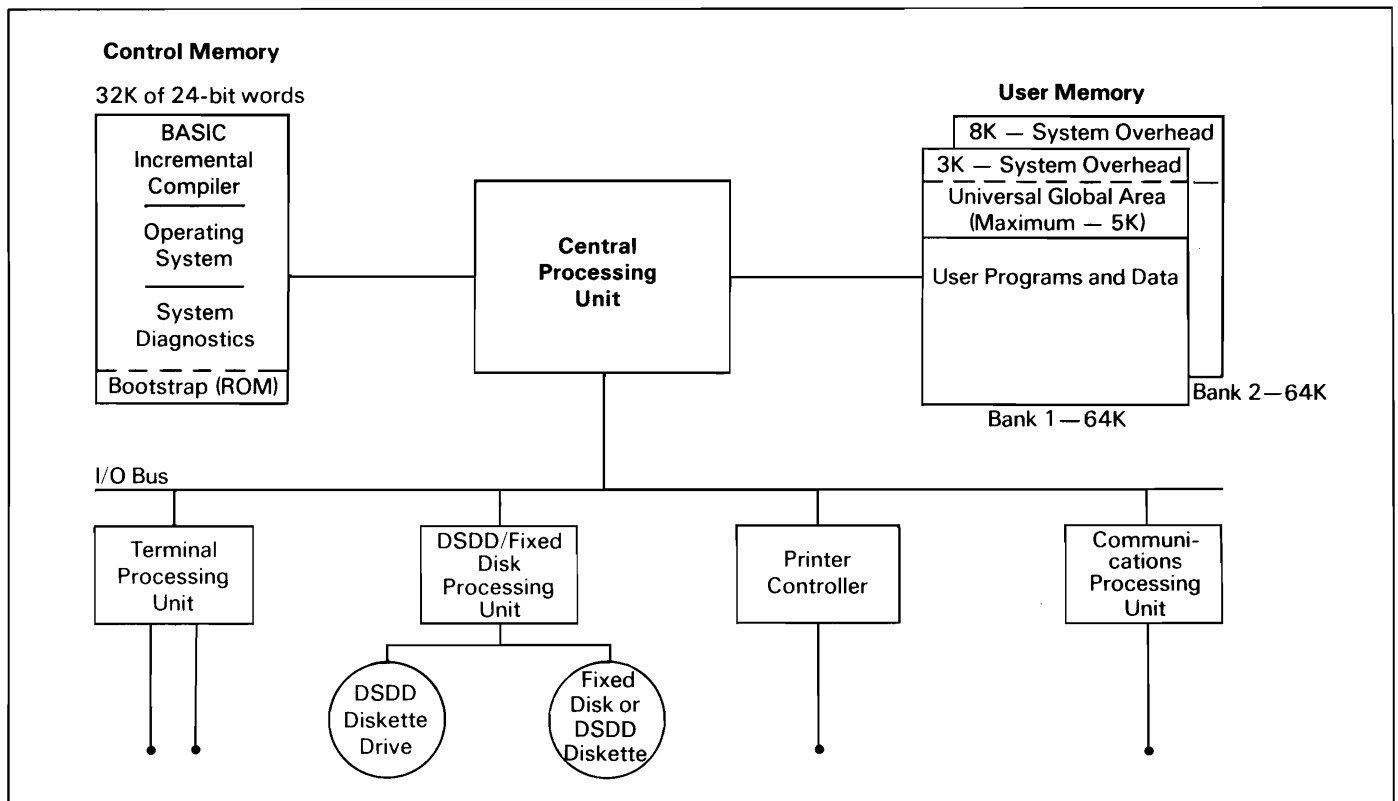 Control Memory
32K of 24-bit words
BASIC
Incremental
Compiler
Operating
System
System
Diagnostics
Bootstrap (ROM)
Central
Processing
Unit
User Memory
8K — System Overhead
3K — System Overhead
Universal Global Area
(Maximum — 5K)
User Programs and Data
Bank 2—64K
Bank 1—64K
I/O Bus
Terminal
Processing
Unit
DSDD/Fixed
Disk
Processing
Unit
Printer
Controller
Communi-
cations
Processing
Unit
DSDD
Diskette
Drive
Fixed
Disk or
DSDD
Diskette